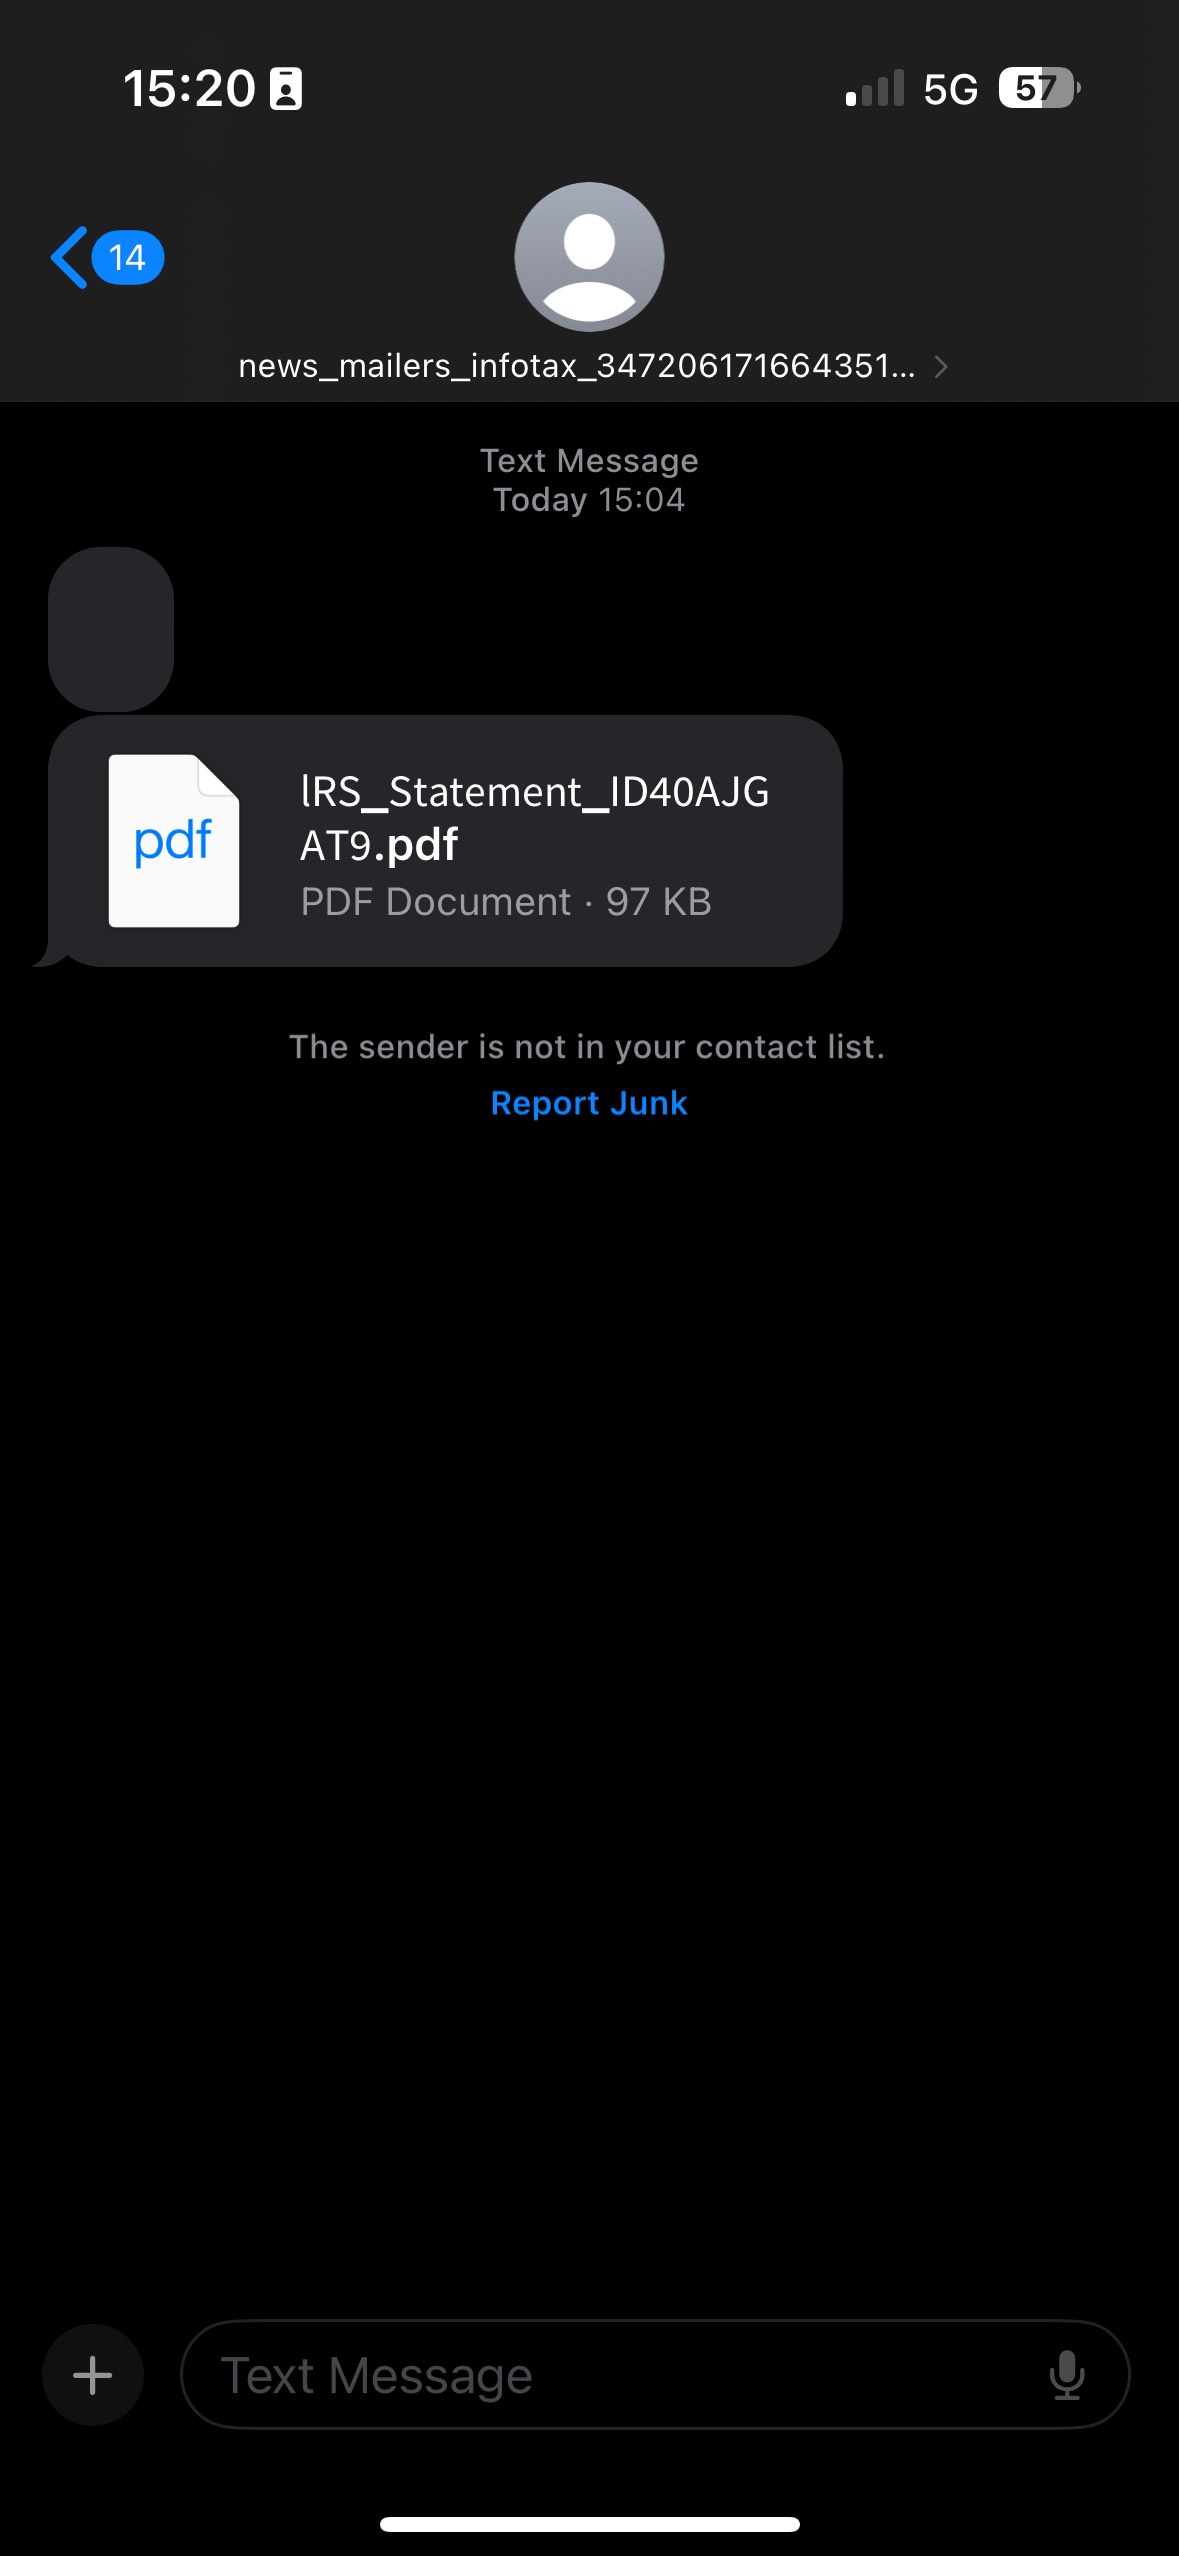 15:20
5G 57
14
news_mailers_infotax_347206171664351...
Text Message
Today 15:04
pdf
lRS_Statement_ID40AJG
AT9.pdf
PDF Document · 97 KB
The sender is not in your contact list.
Report Junk
Text Message